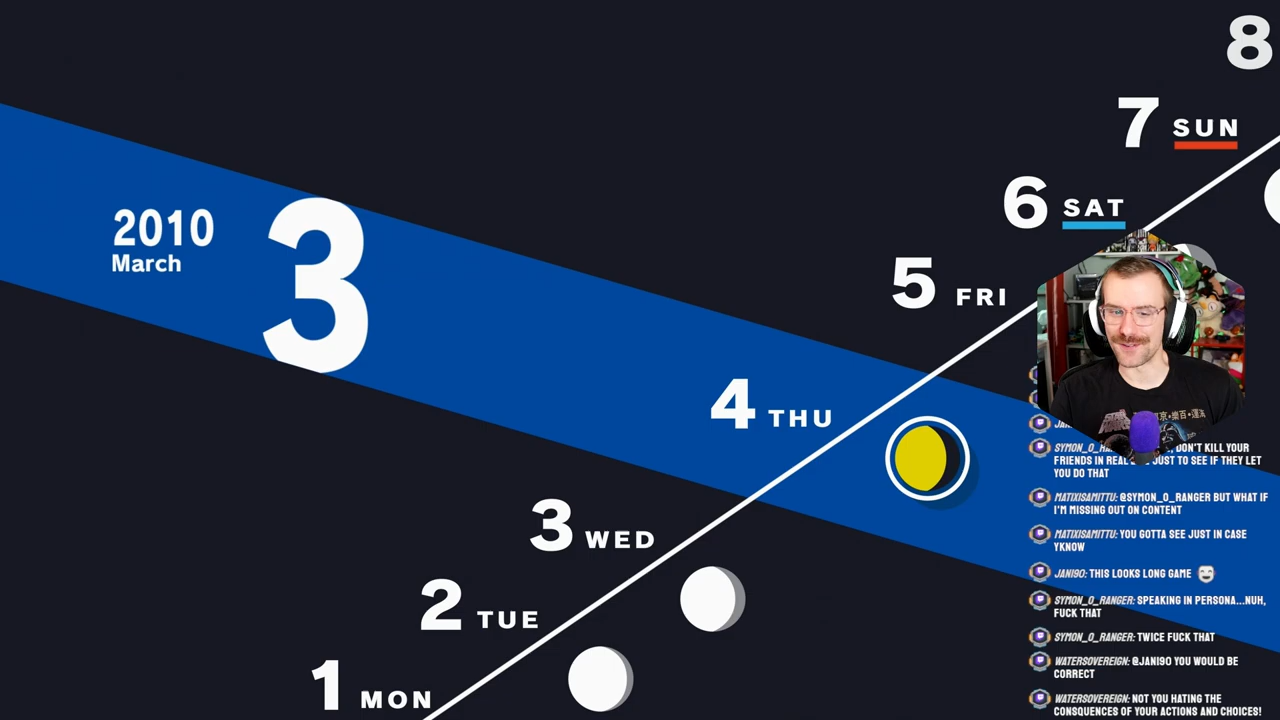 8
7 SUN
6 SAT
5 FRI
2010
March
3
4 THU
3 WED
2 TUE
1 MON
DON'T KILL YOUR
FRIENDS IN REAL
JUST TO SEE IF THEY LET
YOU DO THAT
MATIXISAMITTU: @SYMON_O_RANGER BUT WHAT IF
I'M MISSING OUT ON CONTENT
MATIXISAMITTU: YOU GOTTA SEE JUST IN CASE
YKNOW
JANI90: THIS LOOKS LONG GAME
SYMON_O_RANGER: SPEAKING IN PERSONA...NUH,
FUCK THAT
SYMON_O_RANGER: TWICE FUCK THAT
WATERSOVEREIGN: @JANI90 YOU WOULD BE
CORRECT
WATERSOVEREIGN: NOT YOU HATING THE
CONSQUENCES OF YOUR ACTIONS AND CHOICES!